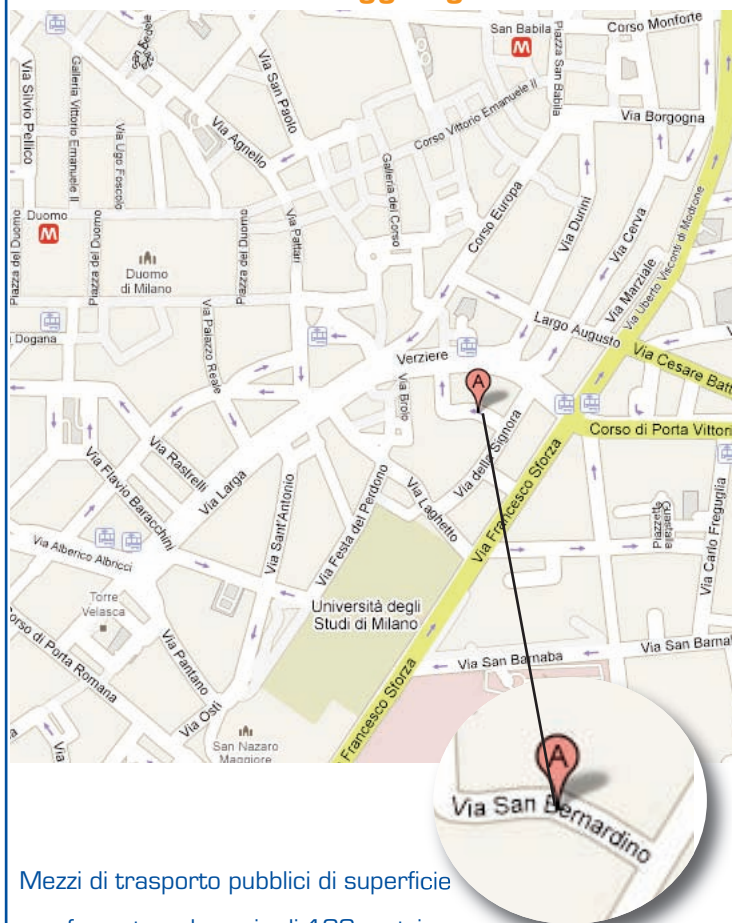 San Babila
M
Corso Monforte
Piazza San Babila
Via Silvio Pellico
Galleria Vittorio Emanuele II
Via Ugo Foscolo
Via San Paolo
Via Agnello
Corso Vittorio Emanuele II
Via Borgogna
Galleria del Corso
Corso Europa
Via Durini
Via Cerva
Via Marziale
Via Uberto Visconti di Modrone
Duomo
M
Piazza del Duomo
Piazza del Duomo
Piazza del Duomo
Duomo
di Milano
Via Pattari
Via Palazzo Reale
Dogana
Largo Augusto
Verziere
Via Cesare Batt
A
Via Brolo
Via della Signora
Corso di Porta Vittori
Via Rastrelli
Via Larga
Via Flavio Baracchini
Via Sant'Antonio
Via Festa del Perdono
Via Laghetto
Via Francesco Sforza
Piazzetta
Guastalla
Via Carlo Freguglia
Via Alberico Albricci
Torre
Velasca
Università degli
Studi di Milano
Corso di Porta Romana
Via Pantano
Via Osti
Via San Barnaba
Via San Barnab
San Nazaro
Maggiore
Via
Francesco Sforza
A
Via San Bernardino
Mezzi di trasporto pubblici di superficie